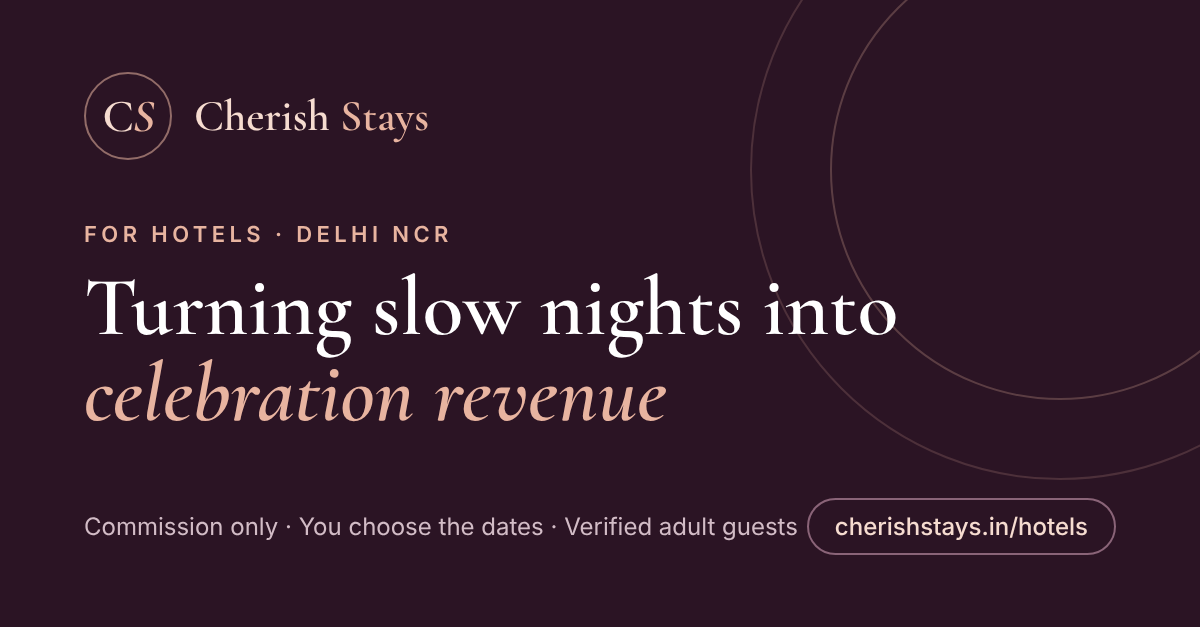 CS
Cherish Stays
FOR HOTELS · DELHI NCR
Turning slow nights into
celebration revenue
Commission only · You choose the dates · Verified adult guests
cherishstays.in/hotels